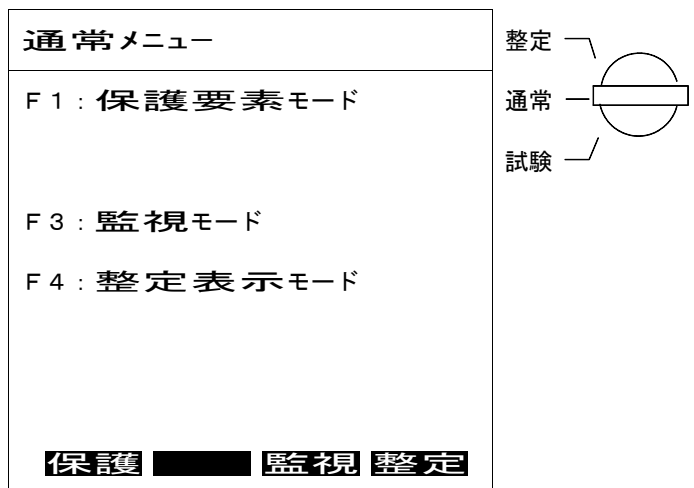 通常メニュー
整定
F1：保護要素モード
通常
試験
F3：監視モード
F4：整定表示モード
保護 監視 整定